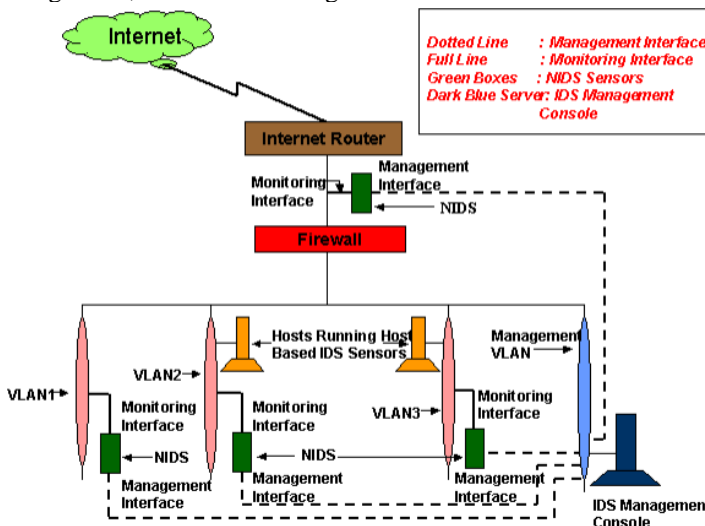 Internet
Dotted Line : Management Interface
Full Line : Monitoring Interface
Green Boxes : NIDS Sensors
Dark Blue Server: IDS Management
Console
Internet Router
Management
Interface
Monitoring
Interface
NIDS
Firewall
Hosts Running Host
Based IDS Sensors
Management
VLAN
VLAN1
VLAN2
VLAN3
Monitoring
Interface
Monitoring
Interface
Monitoring
Interface
NIDS
NIDS
Management
Interface
Management
Interface
Management
Interface
IDS Management
Console